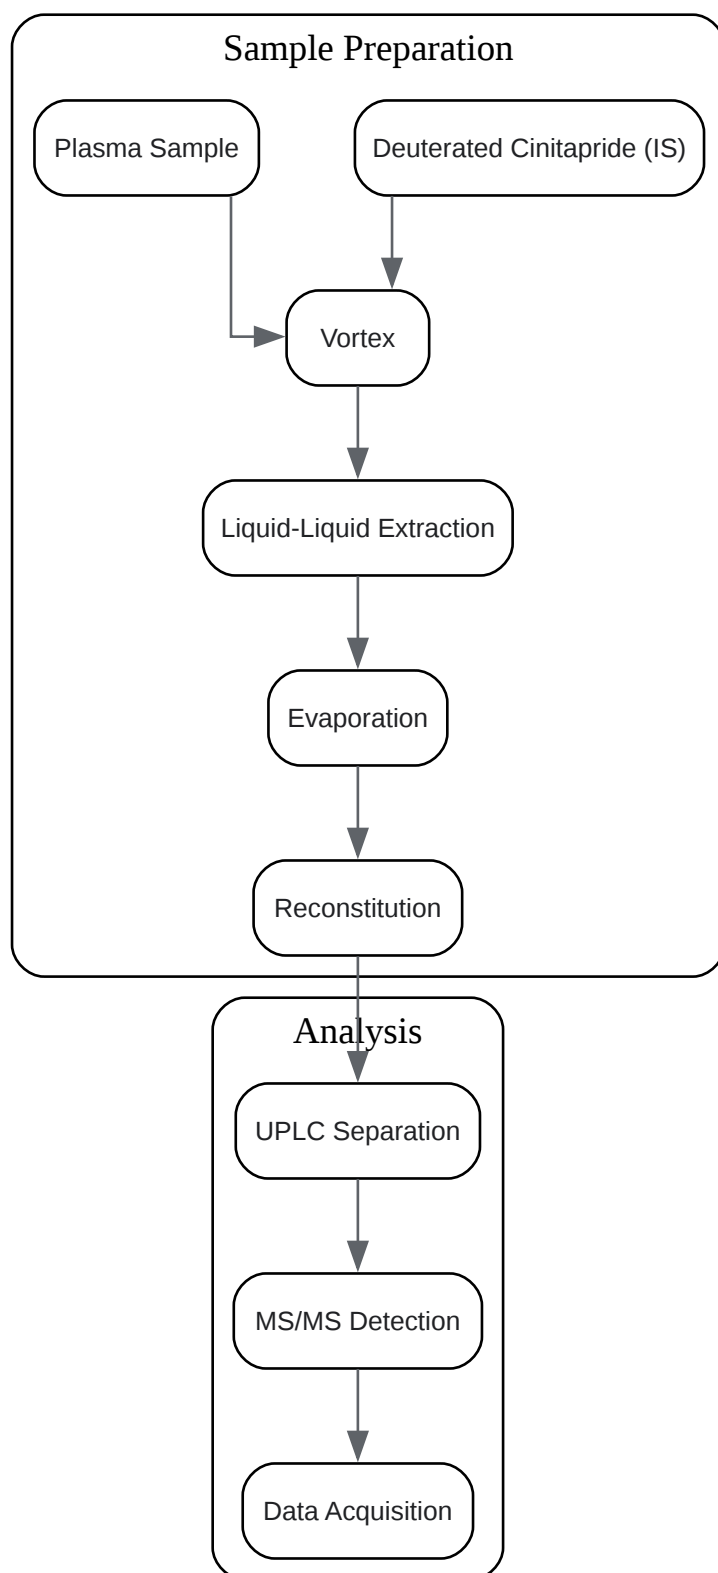 Sample Preparation
Plasma Sample
Deuterated Cinitapride (IS)
Vortex
Liquid-Liquid Extraction
Evaporation
Reconstitution
Analysis
UPLC Separation
MS/MS Detection
Data Acquisition